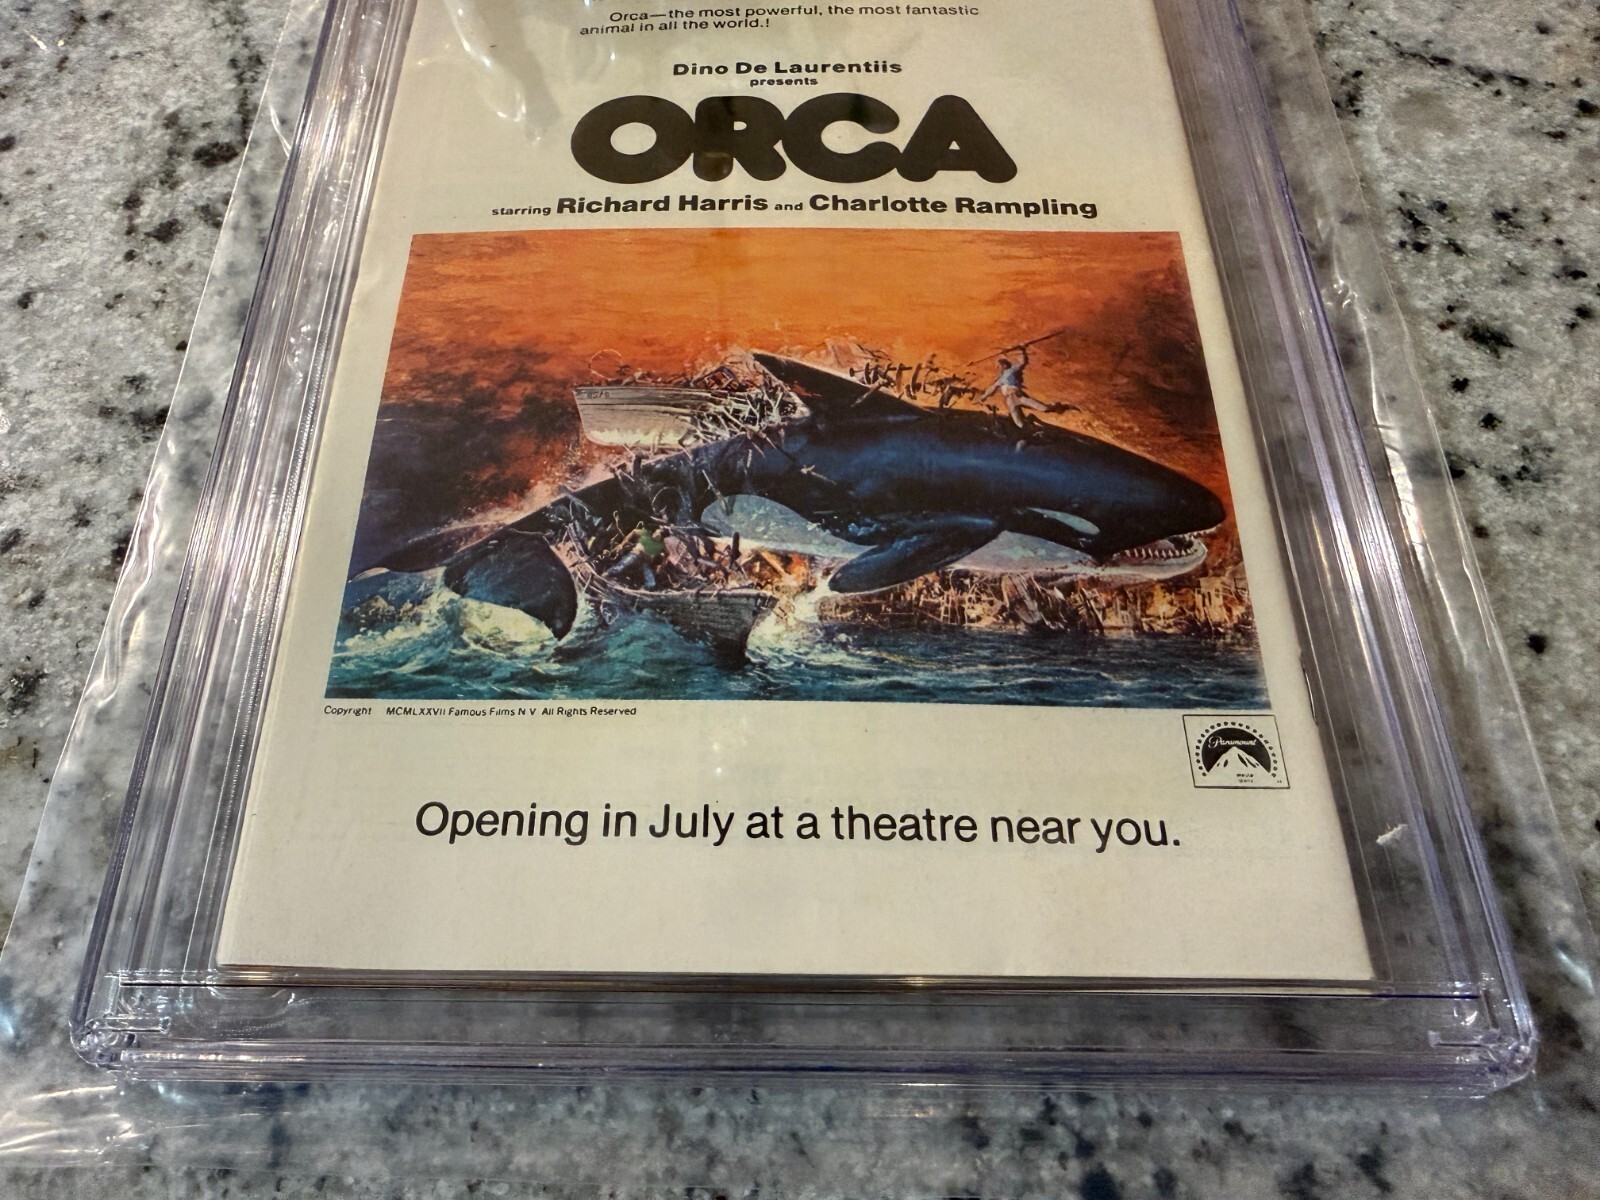 Orca—the most powerful, the most fantastic
animal in all the world.!
Dino De Laurentiis
presents
ORCA
starring Richard Harris and Charlotte Rampling
Copyright MCMLXXVII Famous Films N V All Rights Reserved
Paramount
Opening in July at a theatre near you.